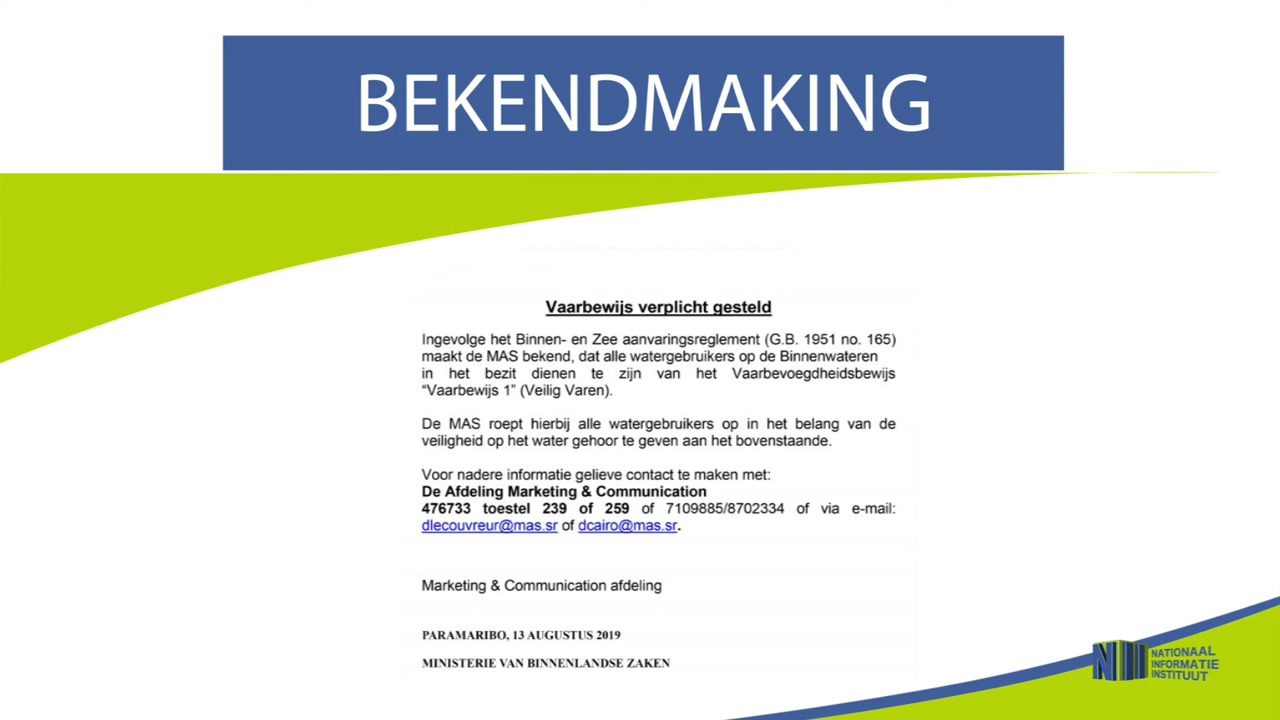 BEKENDMAKING
Vaarbewijs verplicht gesteld
Ingevolge het Binnen- en Zee aanvaringsreglement (G.B. 1951 no. 165)
maakt de MAS bekend, dat alle watergebruikers op de Binnenwateren
in het bezit dienen te zijn van het Vaarbevoegdheidsbewijs
“Vaarbewijs 1” (Veilig Varen).
De MAS roept hierbij alle watergebruikers op in het belang van de
veiligheid op het water gehoor te geven aan het bovenstaande.
Voor nadere informatie gelieve contact te maken met:
De Afdeling Marketing & Communication
476733 toestel 239 of 259 of 7109885/8702334 of via e-mail:
dlecouvreur@mas.sr of dcairo@mas.sr.
Marketing & Communication afdeling
PARAMARIBO, 13 AUGUSTUS 2019
MINISTERIE VAN BINNENLANDSE ZAKEN
NII
NATIONAAL
INFORMATIE
INSTITUUT